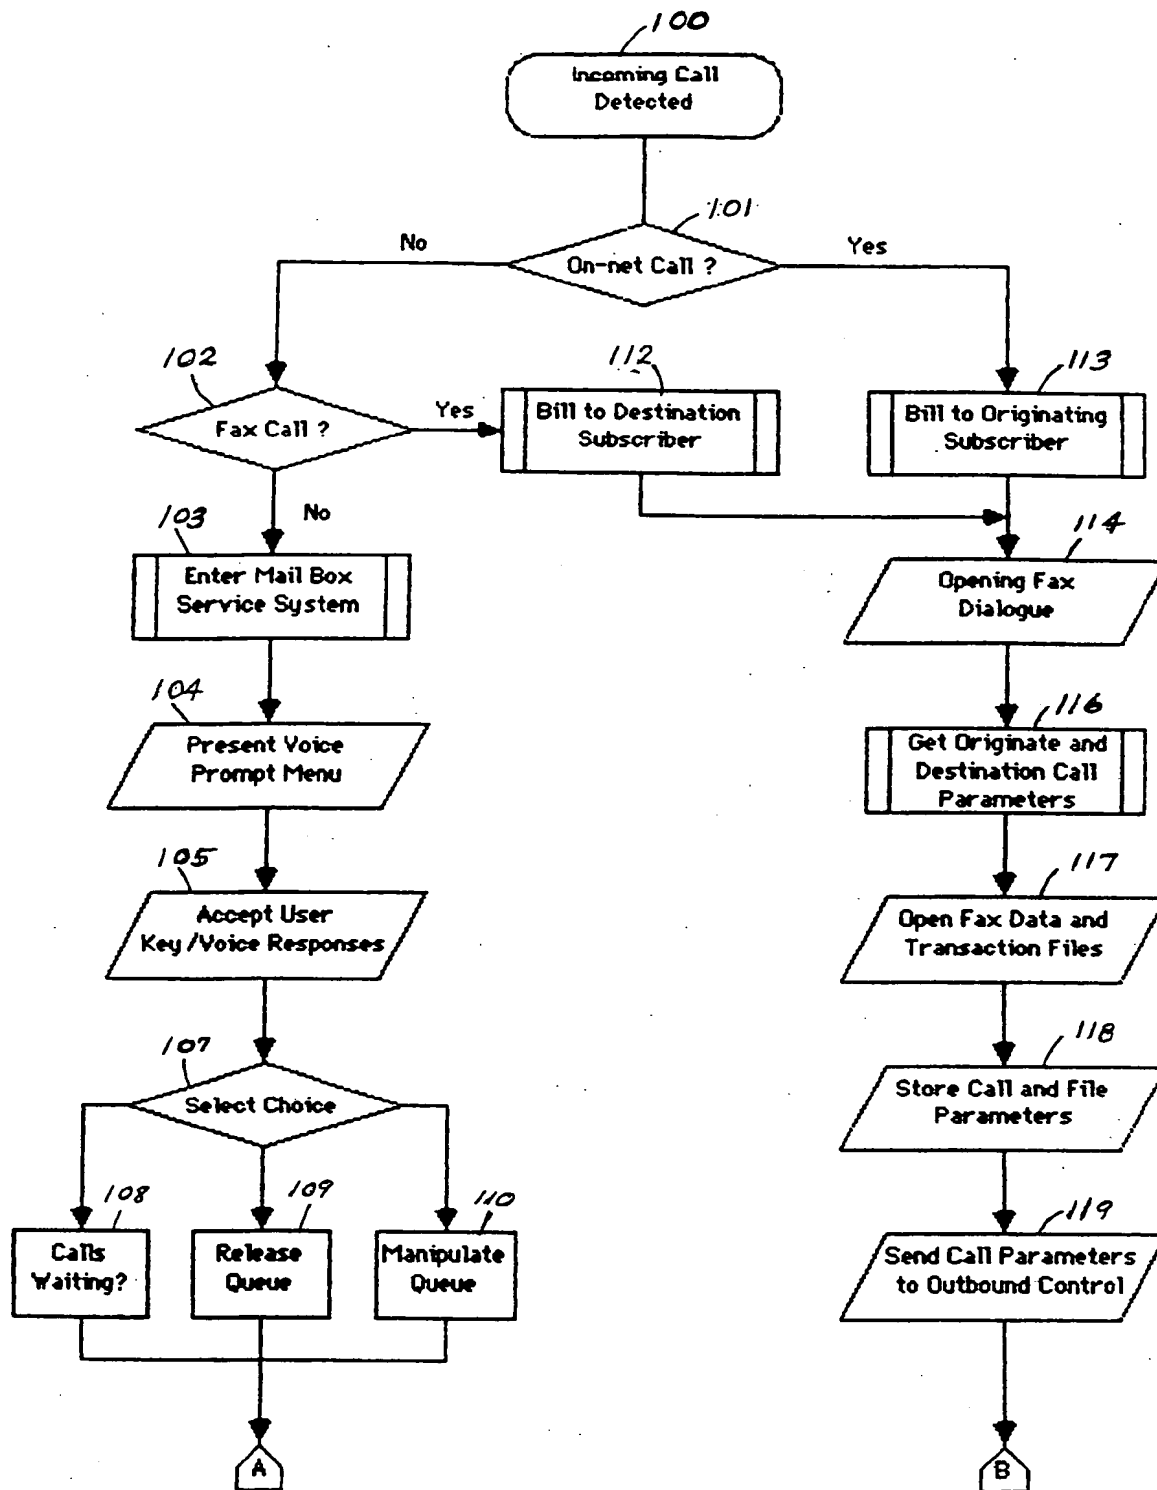 100
Incoming Call
Detected
101
No
On-net Call ?
Yes
102
Fax Call ?
Yes
112
Bill to Destination
Subscriber
113
Bill to Originating
Subscriber
No
103
Enter Mail Box
Service System
114
Opening Fax
Dialogue
104
Present Voice
Prompt Menu
116
Get Originate and
Destination Call
Parameters
105
Accept User
Key/Voice Responses
117
Open Fax Data and
Transaction Files
107
Select Choice
118
Store Call and File
Parameters
108
Calls
Waiting?
109
Release
Queue
110
Manipulate
Queue
119
Send Call Parameters
to Outbound Control
A
B